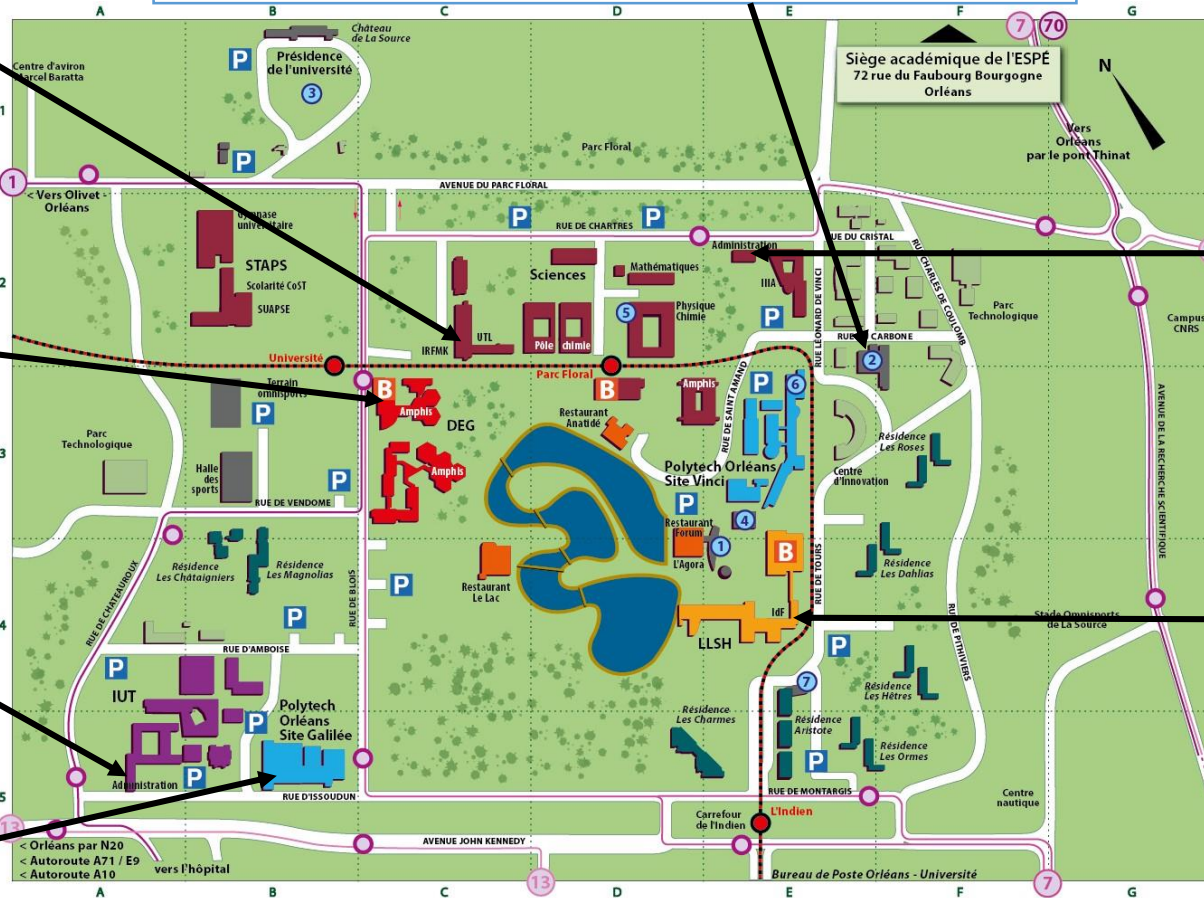 A B C D E F G
7 70
Château
de La Source
P
Présidence
de l'université
3
Centre d'aviron
Marcel Baratta
Siège académique de l'ESPÉ
72 rue du Faubourg Bourgogne
Orléans
N
1
Vers
Orléans
par le pont Thinat
Parc Floral
P
1
< Vers Olivet -
Orléans
AVENUE DU PARC FLORAL
P
P
RUE DE CHARTRES
Gymnase
universitaire
STAPS
Scolarité CoST
SUAPSE
Administration
RUE DU CRISTAL
RUE CHARLES DE COULOMB
Sciences
Mathématiques
IIIA
2
Physique
Chimie
5
P
RUE LÉONARD DE VINCI
Parc
Technologique
Campus
CNRS
UTL
IRFMK
Pôle
chimie
RUE CARBONE
2
Université
Parc Floral
Terrain
omnisports
P
B
Amphis
DEG
Amphis
B
Restaurant
Anatidé
Amphis
RUE DE SAINT AMAND
P
6
AVENUE DE LA RECHERCHE SCIENTIFIQUE
Parc
Technologique
3
Halle
des
sports
P
RUE DE VENDOME
Polytech Orléans
Site Vinci
P
Centre
d'Innovation
Résidence
Les Roses
4
Restaurant
Forum
L'Agora
1
B
RUE DE TOURS
Résidence
Les Châtaigniers
Résidence
Les Magnolias
RUE DE CHATEAUROUX
RUE DE BLOIS
P
Restaurant
Le Lac
Résidence
Les Dahlias
P
4
IdF
LLSH
Stade Omnisports
de La Source
RUE DE PITHIVIERS
RUE D'AMBOISE
P
P
IUT
P
Polytech
Orléans
Site Galilée
Résidence
Les Charmes
7
Résidence
Aristote
Résidence
Les Hêtres
Résidence
Les Ormes
P
Administration
P
RUE D'ISSOUDUN
RUE DE MONTARGIS
Centre
nautique
5
13
Carrefour
de l'Indien
L'Indien
< Orléans par N20
< Autoroute A71 / E9
< Autoroute A10
vers l'hôpital
AVENUE JOHN KENNEDY
13
Bureau de Poste Orléans - Université
7
A B C D E F G